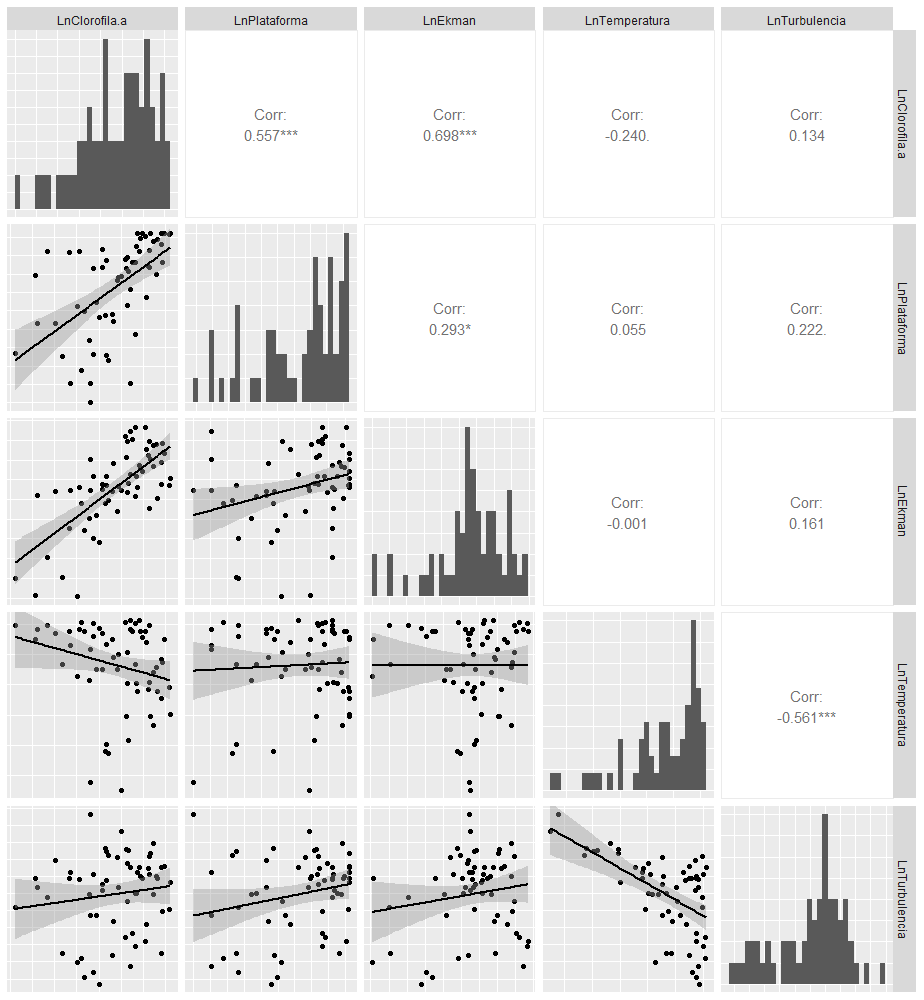 LnClorofila.a
LnPlataforma
LnEkman
LnTemperatura
LnTurbulencia
Corr:
0.557***
Corr:
0.698***
Corr:
-0.240.
Corr:
0.134
LnClorofila.a
Corr:
0.293*
Corr:
0.055
Corr:
0.222.
LnPlataforma
Corr:
-0.001
Corr:
0.161
LnEkman
Corr:
-0.561***
LnTemperatura
LnTurbulencia